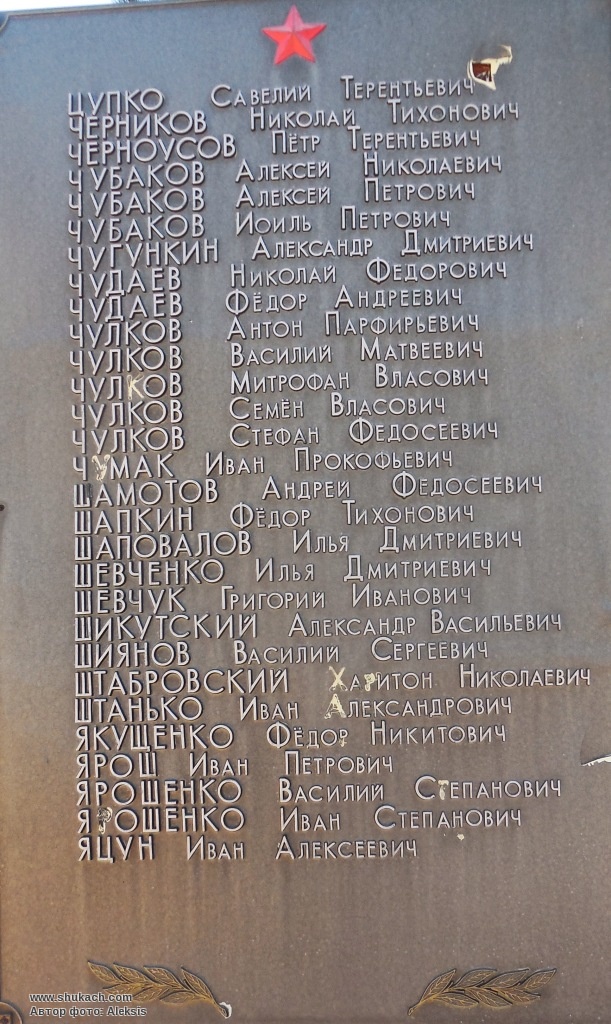 ЦУПКО Савелий Терентьевич
ЧЕРНИКОВ Николай Тихонович
ЧЕРНОУСОВ Пётр Терентьевич
ЧУБАКОВ Алексей Николаевич
ЧУБАКОВ Алексей Петрович
ЧУБАКОВ Иоиль Петрович
ЧУГУНКИН Александр Дмитриевич
ЧУДАЕВ Николай Федорович
ЧУДАЕВ Фёдор Андреевич
ЧУЛКОВ Антон Парфирьевич
ЧУЛКОВ Василий Матвеевич
ЧУЛКОВ Митрофан Власович
ЧУЛКОВ Семён Власович
ЧУЛКОВ Стефан Федосеевич
ЧУМАК Иван Прокофьевич
ШАМОТОВ Андрей Федосеевич
ШАПКИН Фёдор Тихонович
ШАПОВАЛОВ Илья Дмитриевич
ШЕВЧЕНКО Илья Дмитриевич
ШЕВЧУК Григорий Иванович
ШИКУТСКИЙ Александр Васильевич
ШИЯНОВ Василий Сергеевич
ШТАБРОВСКИЙ Харитон Николаевич
ШТАНЬКО Иван Александрович
ЯКУЩЕНКО Фёдор Никитович
ЯРОШ Иван Петрович
ЯРОШЕНКО Василий Степанович
ЯРОШЕНКО Иван Степанович
ЯЦУН Иван Алексеевич
www.shukach.com
Автор фото: Aleksis